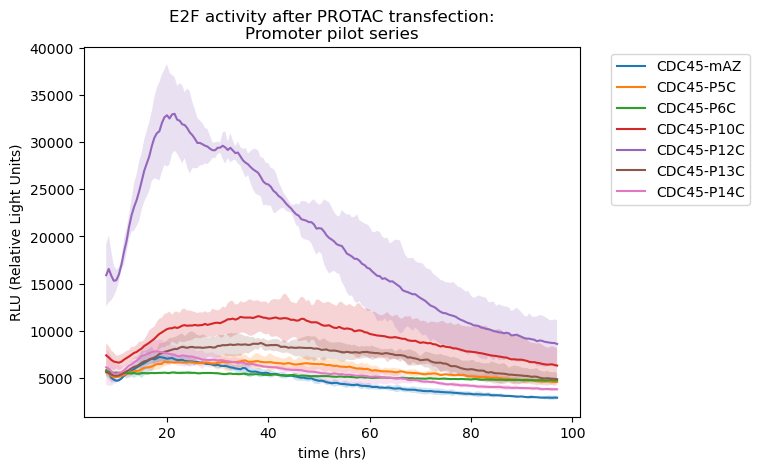 E2F activity after PROTAC transfection:
Promoter pilot series
40000
35000
30000
25000
20000
15000
10000
5000
RLU (Relative Light Units)
20
40
60
80
100
time (hrs)
CDC45-mAZ
CDC45-P5C
CDC45-P6C
CDC45-P10C
CDC45-P12C
CDC45-P13C
CDC45-P14C